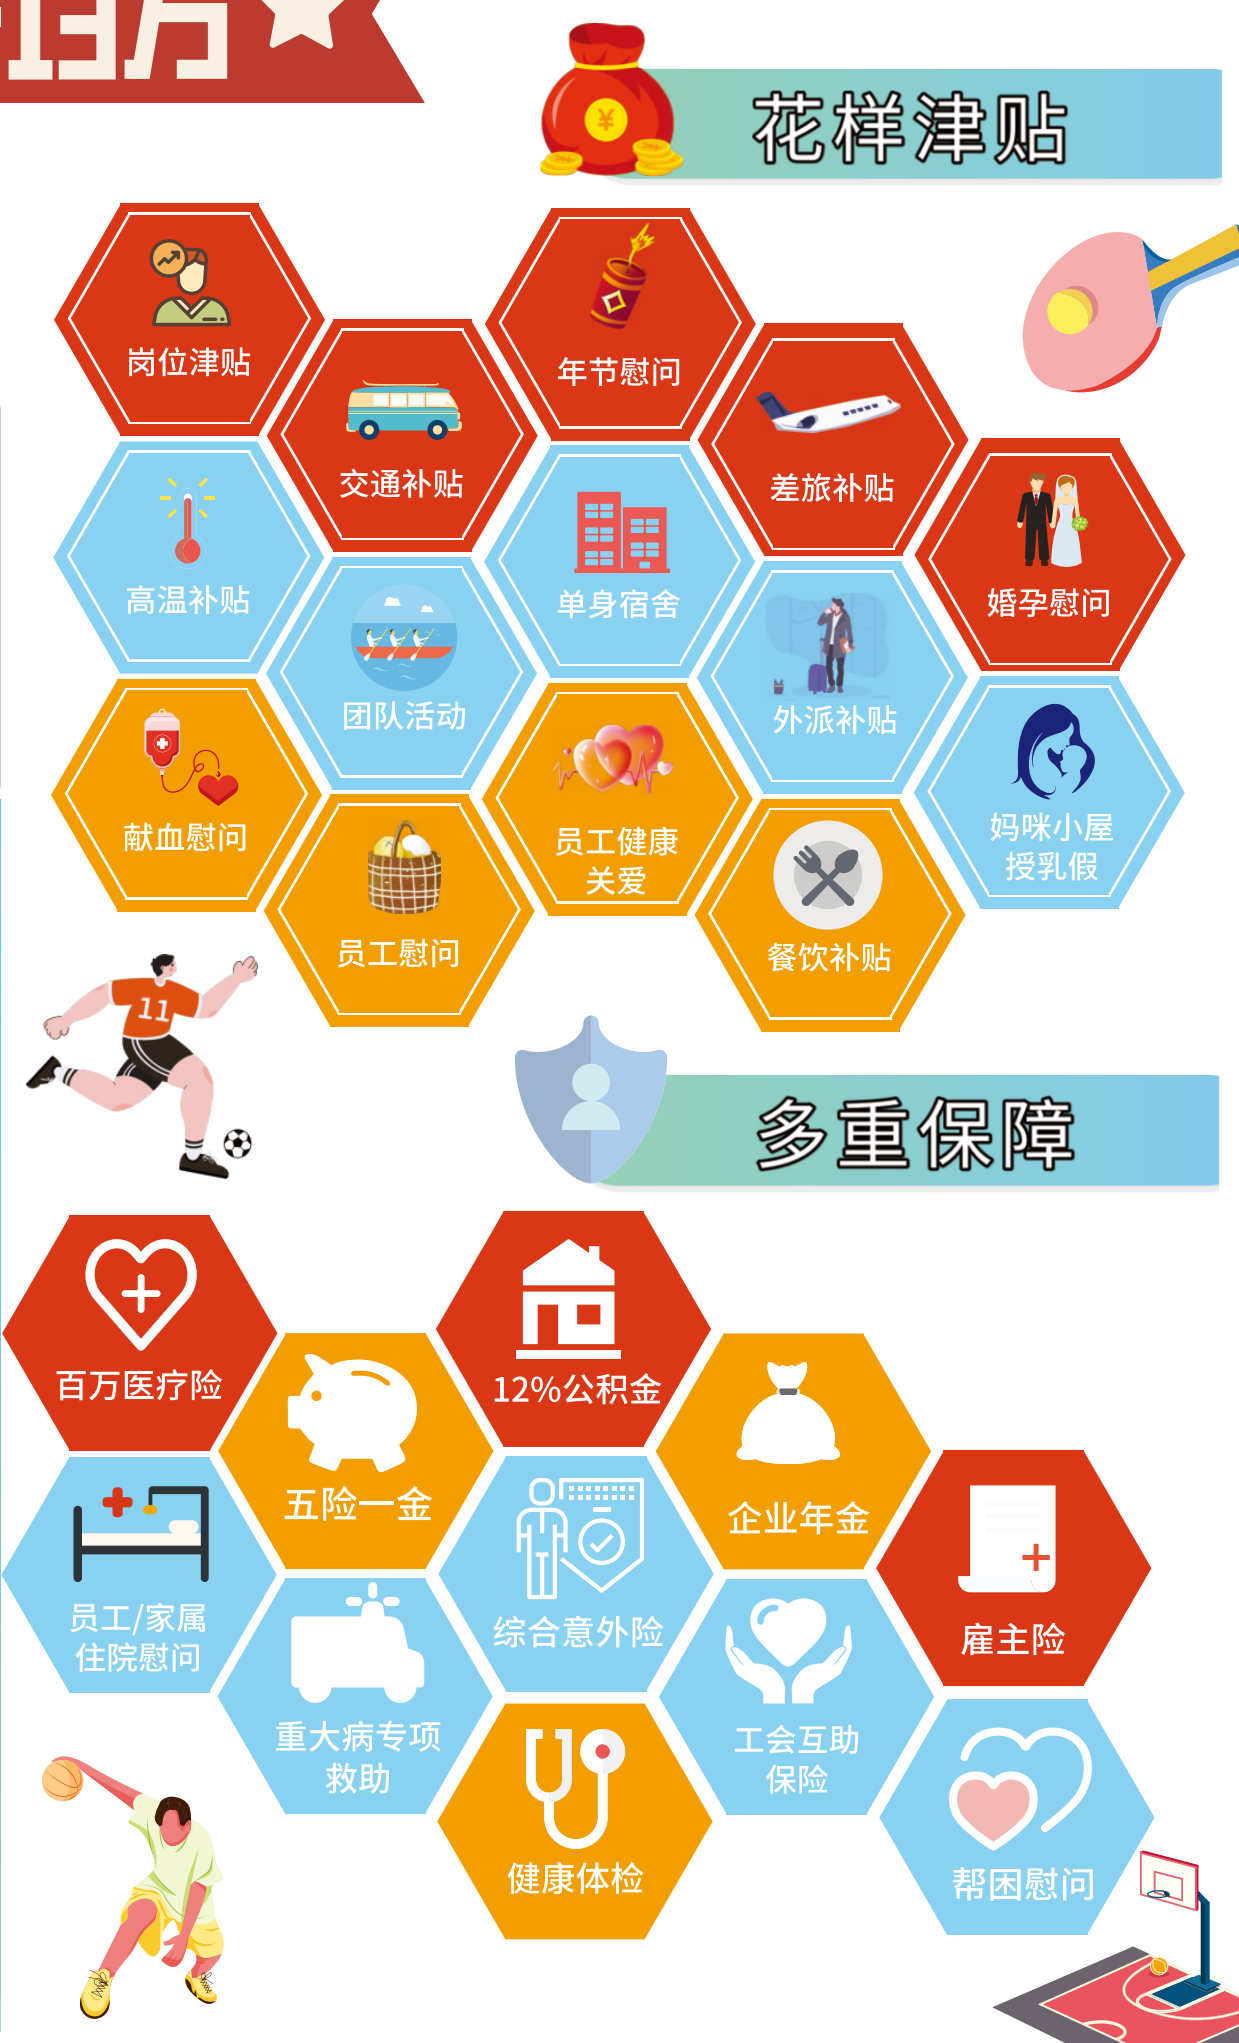 13万
花样津贴
¥
岗位津贴
年节慰问
交通补贴
差旅补贴
高温补贴
单身宿舍
婚孕慰问
团队活动
外派补贴
献血慰问
员工健康
关爱
妈咪小屋
授乳假
员工慰问
餐饮补贴
11
多重保障
百万医疗险
12%公积金
五险一金
企业年金
员工/家属
住院慰问
综合意外险
雇主险
重大病专项
救助
工会互助
保险
健康体检
帮困慰问